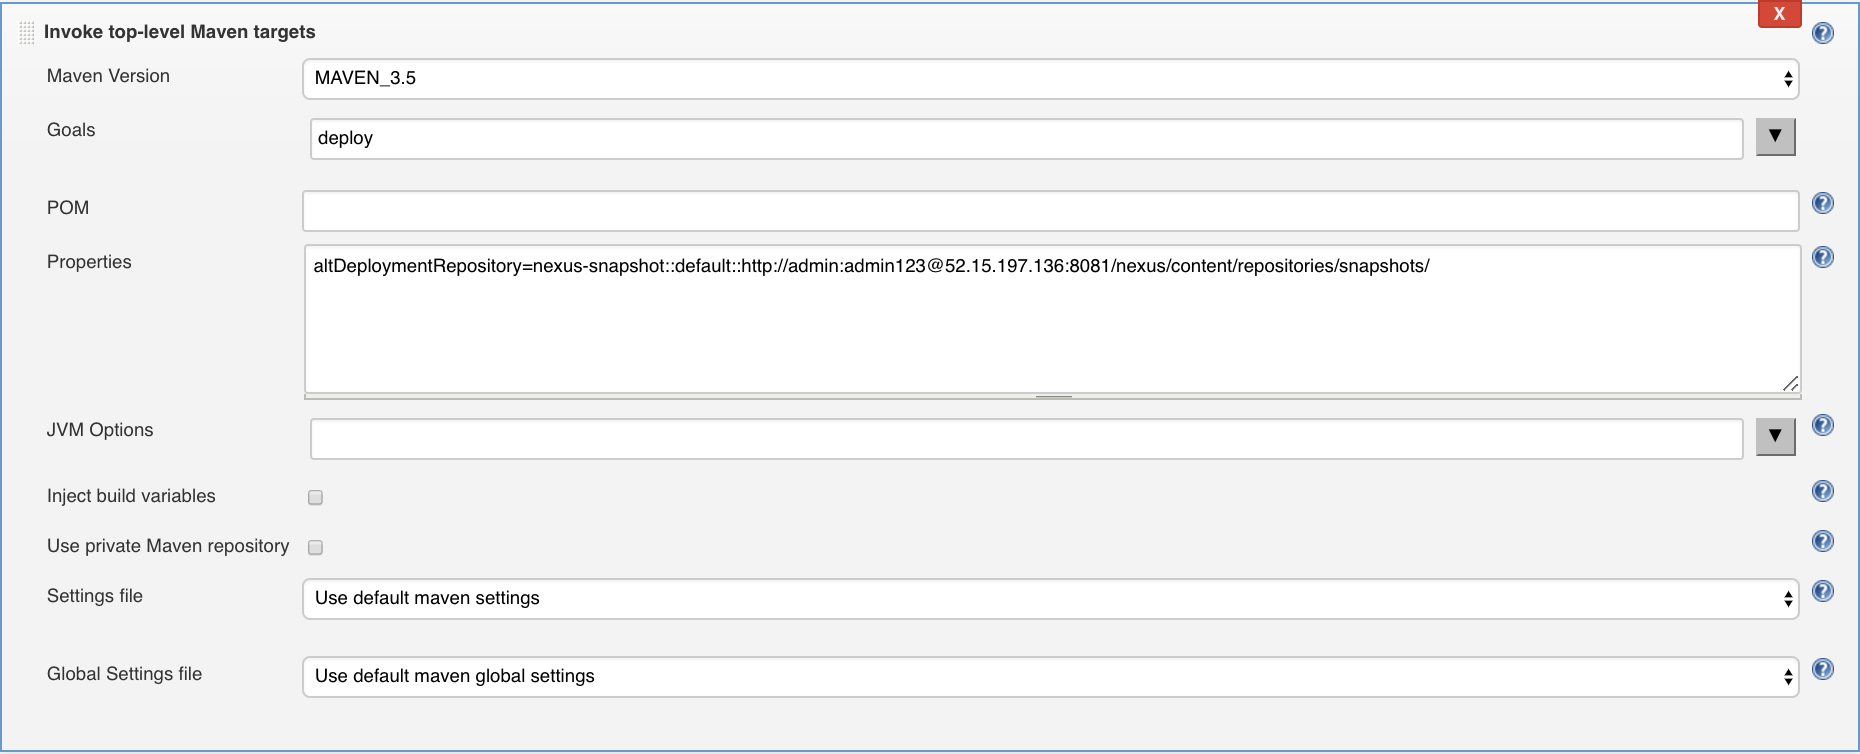 X
Invoke top-level Maven targets
Maven Version
MAVEN_3.5
Goals
deploy
POM
Properties
altDeploymentRepository=nexus-snapshot::default::http://admin:admin123@52.15.197.136:8081/nexus/content/repositories/snapshots/
JVM Options
Inject build variables
Use private Maven repository
Settings file
Use default maven settings
Global Settings file
Use default maven global settings